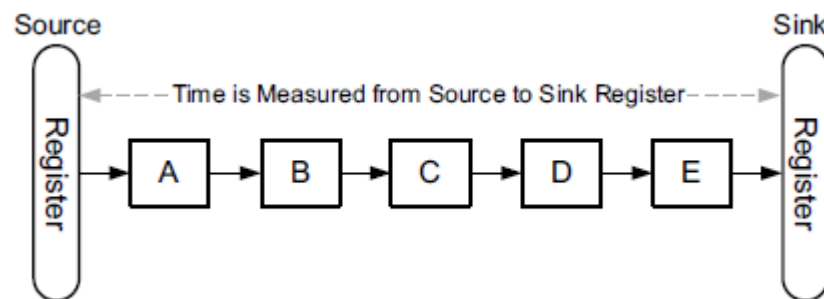 Source
Sink
Time is Measured from Source to Sink Register
Register
A
B
C
D
E
Register